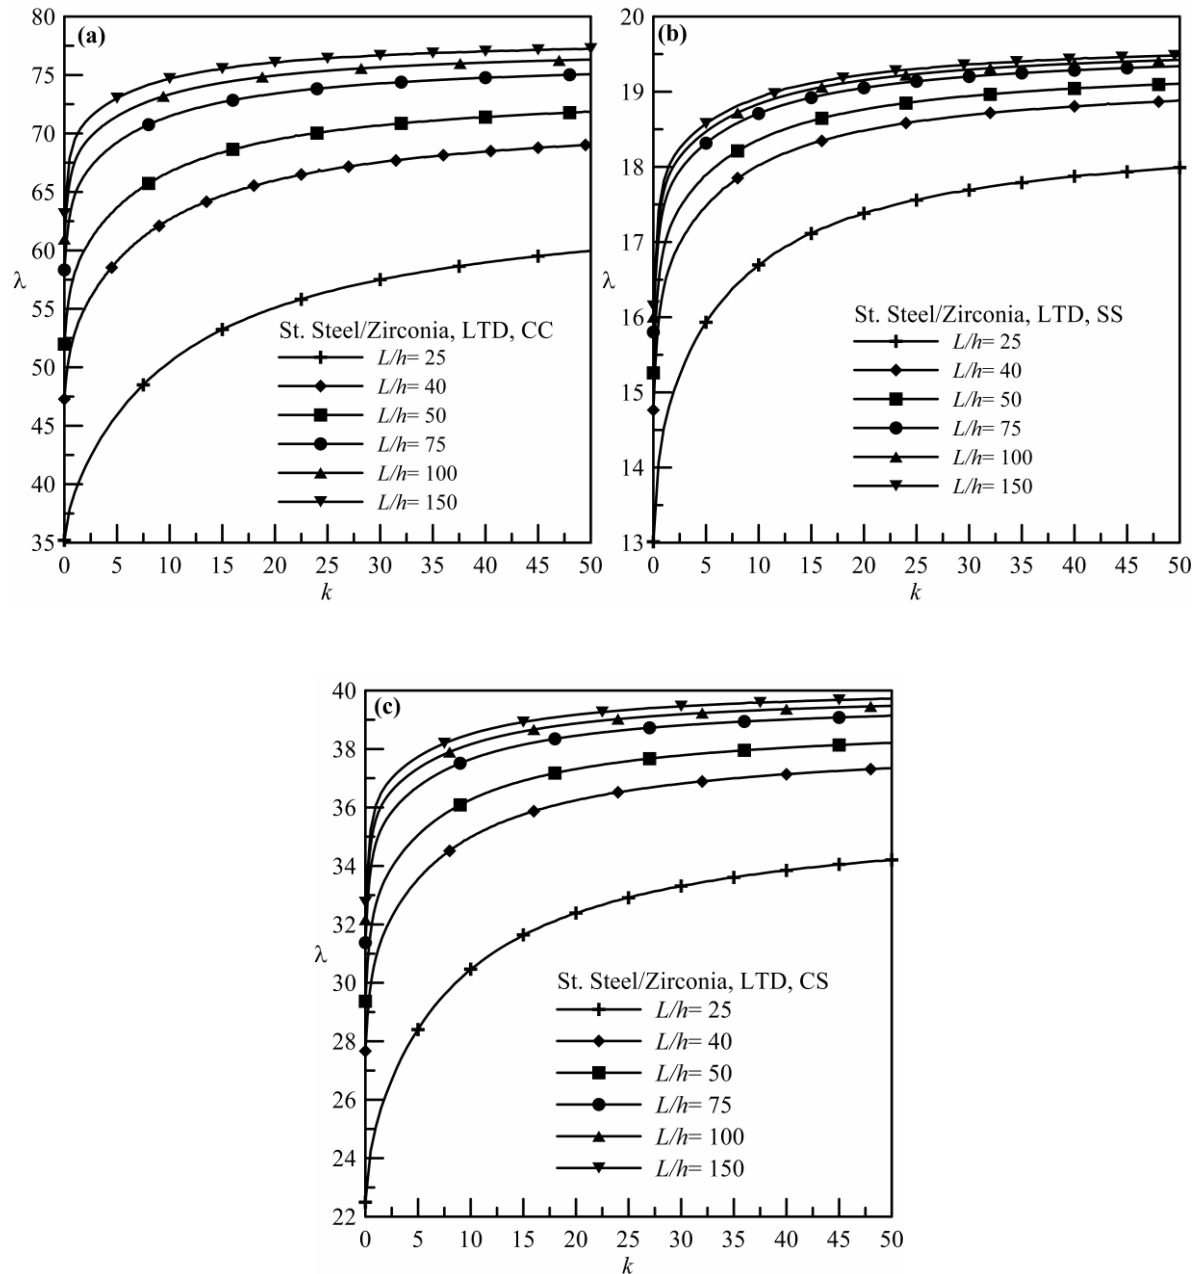 (a)
80
75
70
65
60
55
50
45
40
35
λ
St. Steel/Zirconia, LTD, CC
L/h= 25
L/h= 40
L/h= 50
L/h= 75
L/h= 100
L/h= 150
0 5 10 15 20 25 30 35 40 45 50
k
(b)
20
19
18
17
16
15
14
13
λ
St. Steel/Zirconia, LTD, SS
L/h= 25
L/h= 40
L/h= 50
L/h= 75
L/h= 100
L/h= 150
0 5 10 15 20 25 30 35 40 45 50
k
(c)
40
38
36
34
32
30
28
26
24
22
λ
St. Steel/Zirconia, LTD, CS
L/h= 25
L/h= 40
L/h= 50
L/h= 75
L/h= 100
L/h= 150
0 5 10 15 20 25 30 35 40 45 50
k